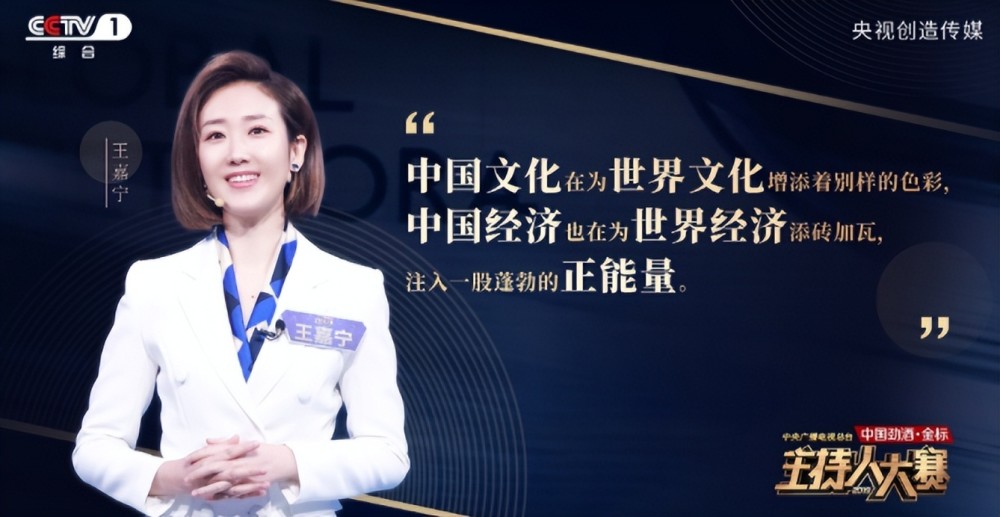 CCTV 1
综合
央视创造传媒
王嘉宁
“
中国文化在为世界文化增添着别样的色彩,
中国经济也在为世界经济添砖加瓦,
注入一股蓬勃的正能量。
”
王嘉宁
中央广播电视总台 中国劲酒·金标
主持人大赛
2019